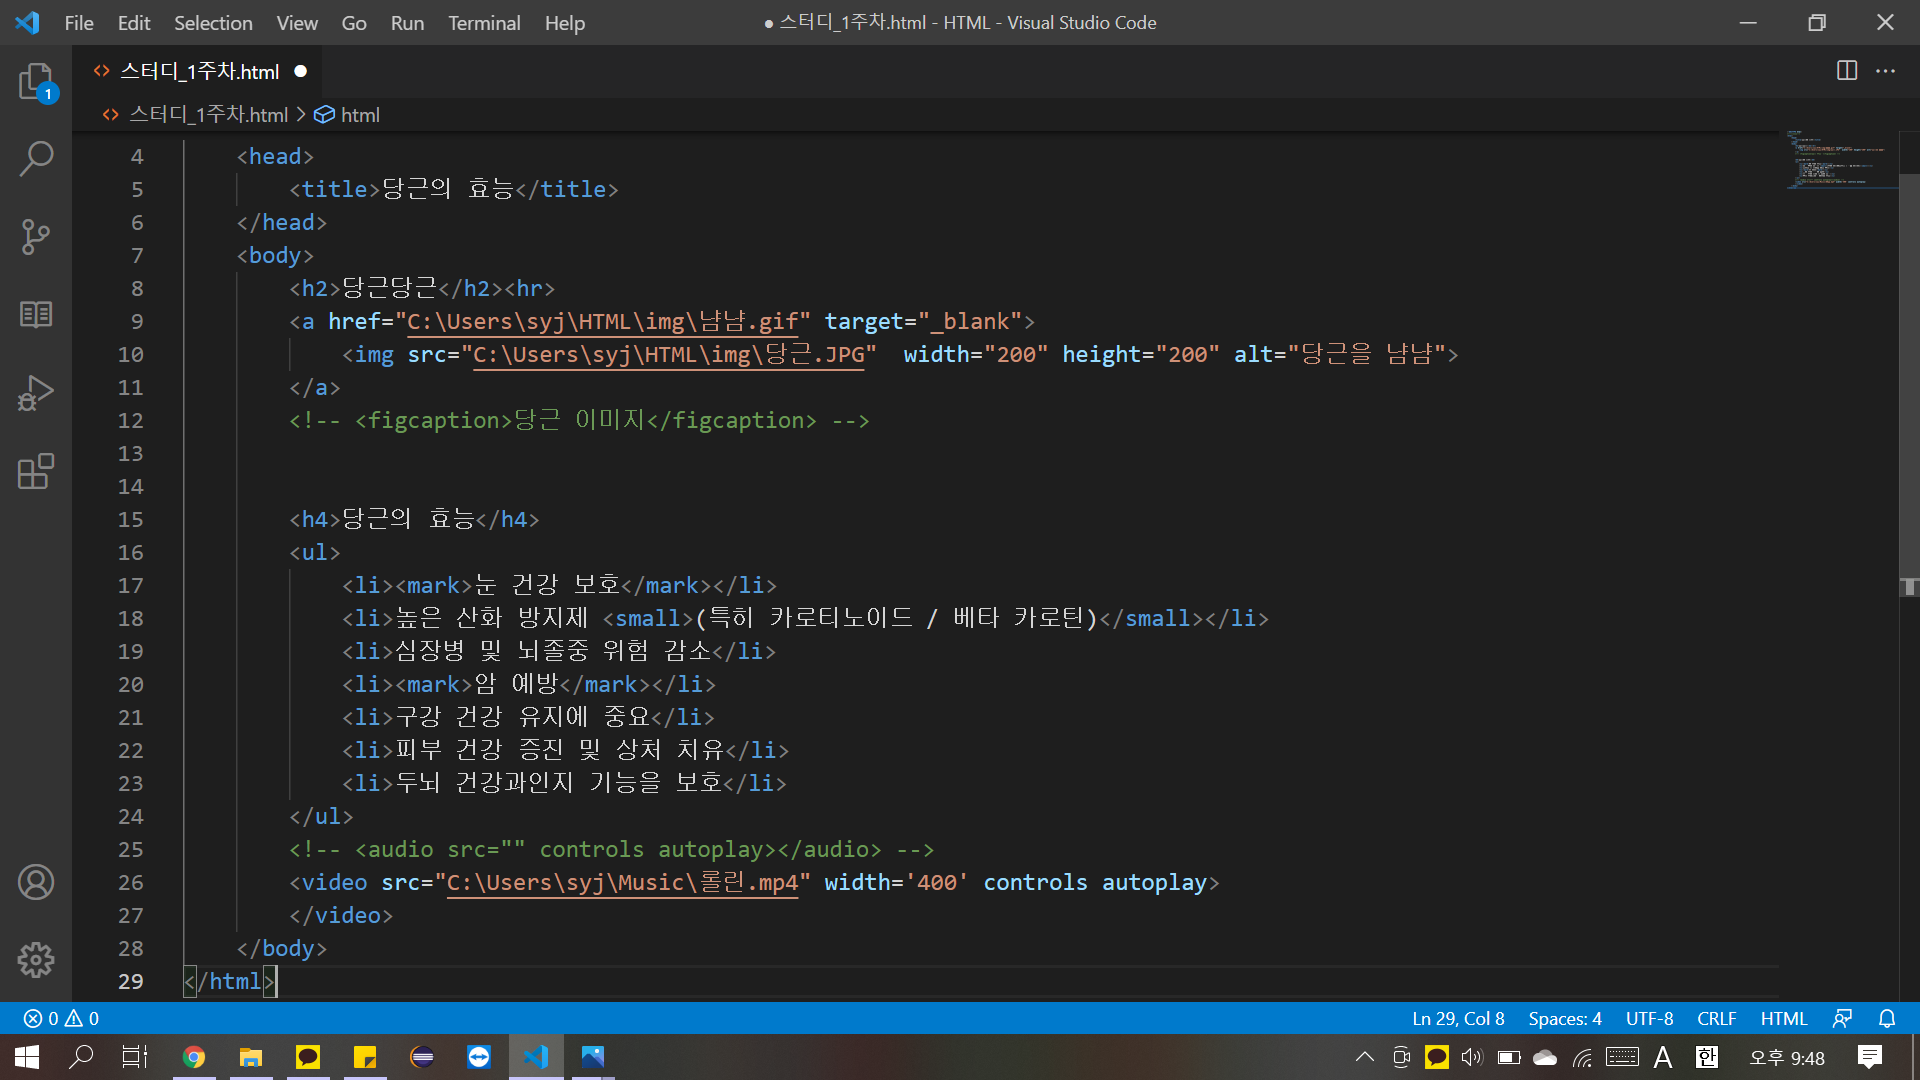 File Edit Selection View Go Run Terminal Help
● 스터디_1주차.html - HTML - Visual Studio Code
스터디_1주차.html ●
1
스터디_1주차.html > html
4 <head>
5 <title>당근의 효능</title>
6 </head>
7 <body>
8 <h2>당근당근</h2><hr>
9 <a href="C:\Users\syj\HTML\img\냠냠.gif" target="_blank">
10 <img src="C:\Users\syj\HTML\img\당근.JPG"  width="200" height="200" alt="당근을 냠냠">
11 </a>
12 <!-- <figcaption>당근 이미지</figcaption> -->
13
14
15 <h4>당근의 효능</h4>
16 <ul>
17 <li><mark>눈 건강 보호</mark></li>
18 <li>높은 산화 방지제 <small>(특히 카로티노이드 / 베타 카로틴)</small></li>
19 <li>심장병 및 뇌졸중 위험 감소</li>
20 <li><mark>암 예방</mark></li>
21 <li>구강 건강 유지에 중요</li>
22 <li>피부 건강 증진 및 상처 치유</li>
23 <li>두뇌 건강과인지 기능을 보호</li>
24 </ul>
25 <!-- <audio src="" controls autoplay></audio> -->
26 <video src="C:\Users\syj\Music\롤린.mp4" width='400' controls autoplay>
27 </video>
28 </body>
29 </html>
0 0 Ln 29, Col 8 Spaces: 4 UTF-8 CRLF HTML
A 한 오후 9:48